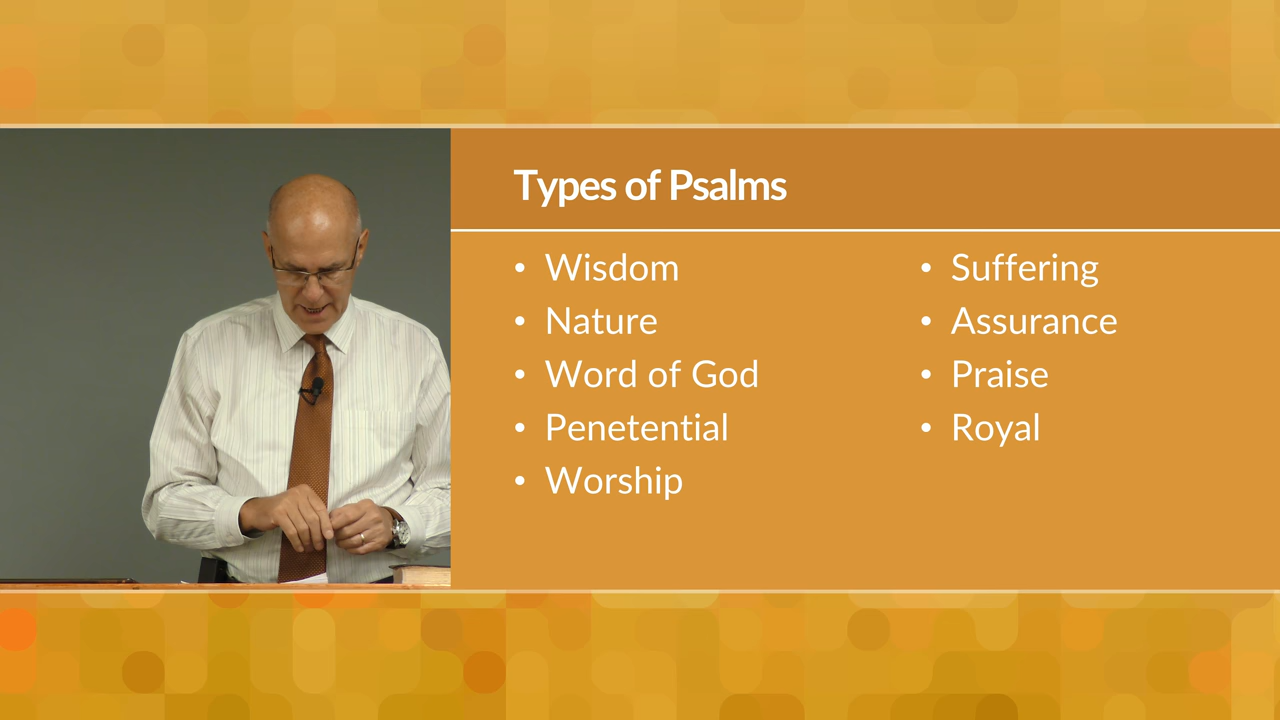 Types of Psalms
• Wisdom
• Nature
• Word of God
• Penetential
• Worship
• Suffering
• Assurance
• Praise
• Royal